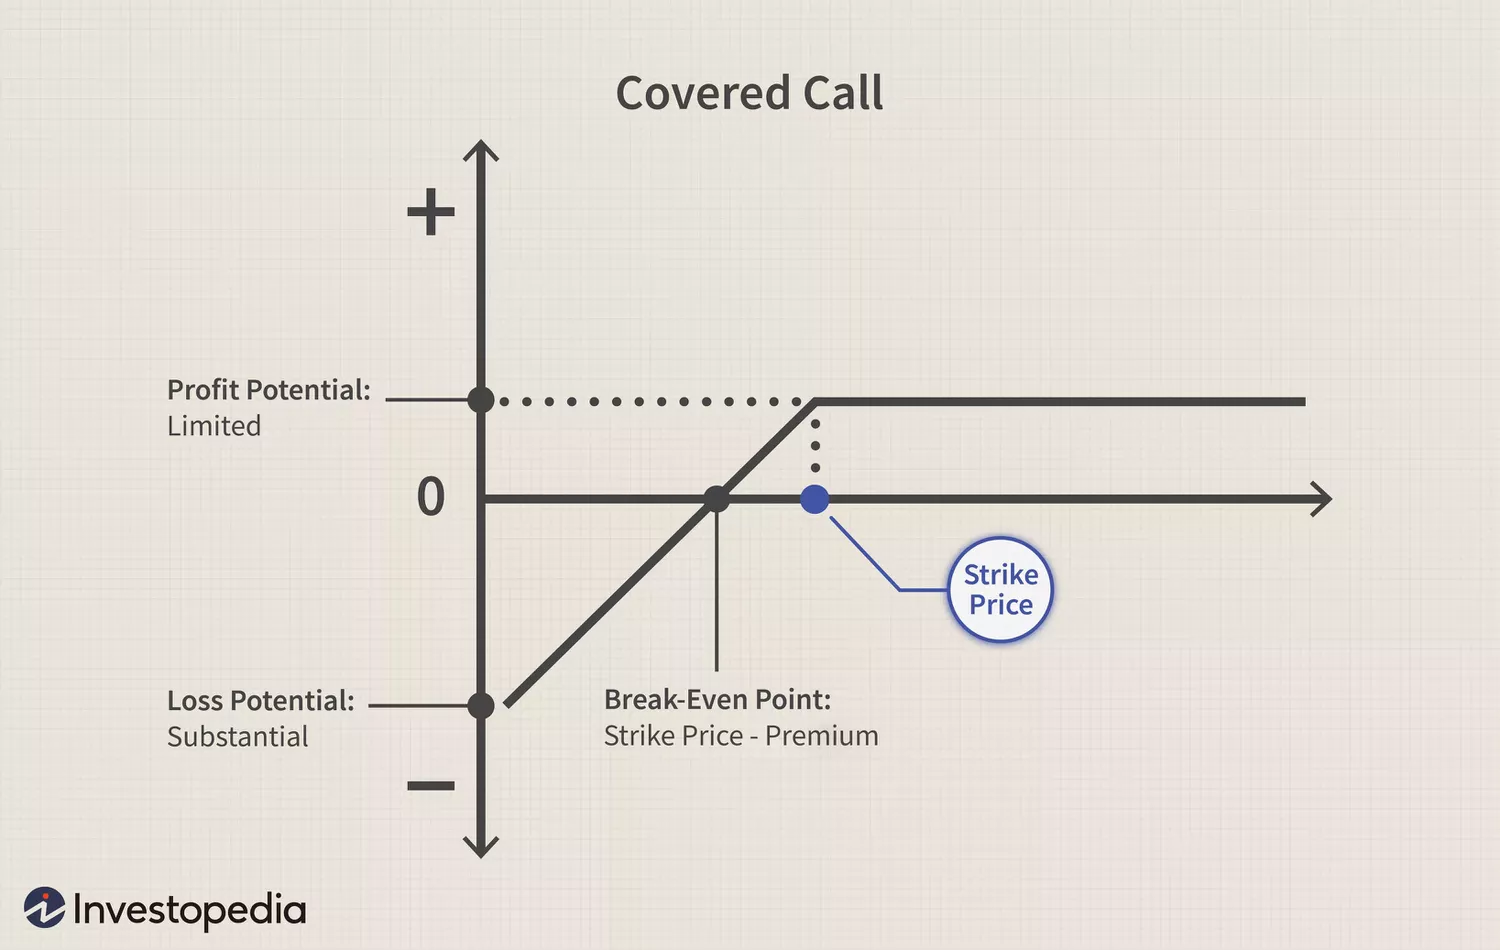 Covered Call
+
Profit Potential:
Limited
0
Strike
Price
Loss Potential:
Substantial
Break-Even Point:
Strike Price - Premium
−
Investopedia